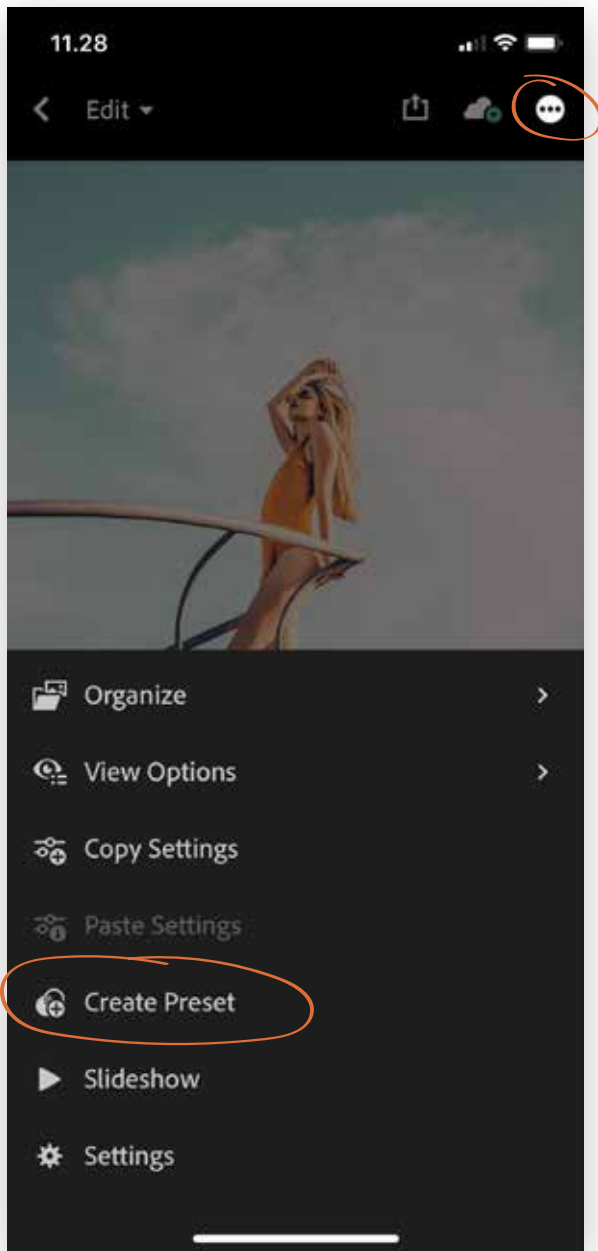 11.28
Edit
Organize
View Options
Copy Settings
Paste Settings
Create Preset
Slideshow
Settings